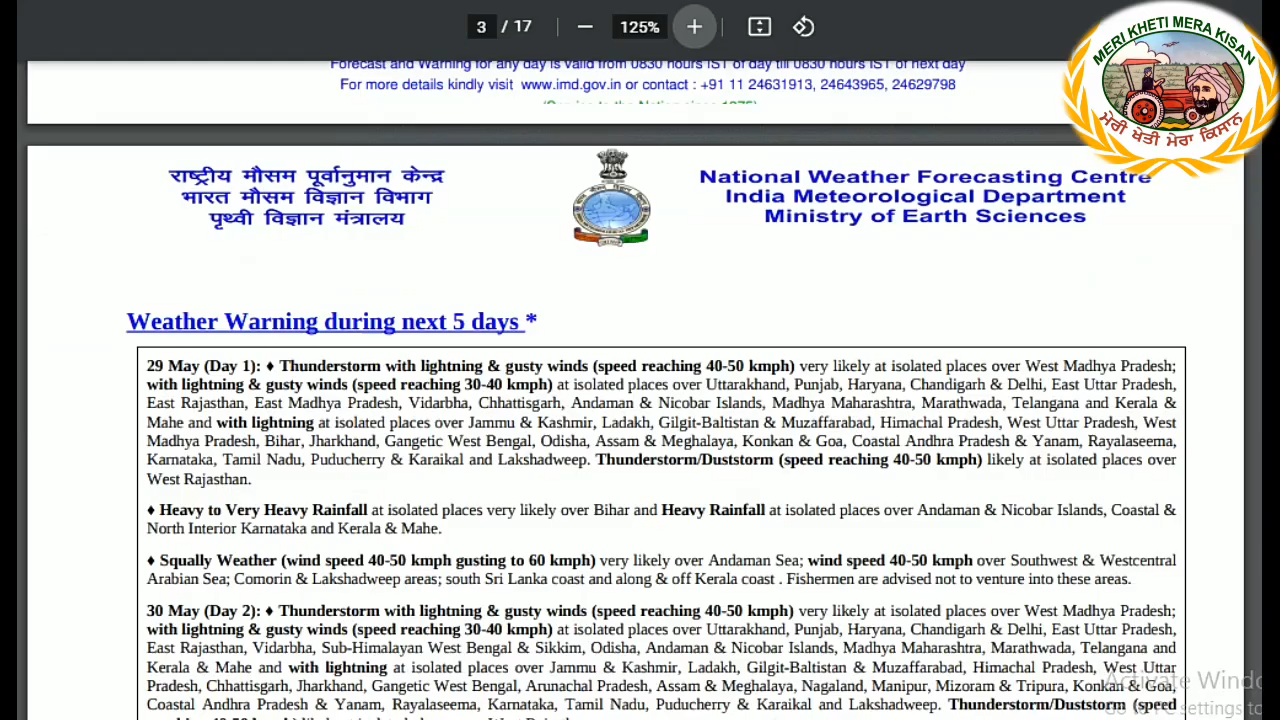 3 / 17
125%
Forecast and Warning for any day is valid from 0830 hours IST of day till 0830 hours IST of next day
For more details kindly visit www.imd.gov.in or contact : +91 11 24631913, 24643965, 24629798
(Service to the Nation since 1875)
MERI KHETI MERA KISAN
ਮੇਰੀ ਖੇਤੀ ਮੇਰਾ ਕਿਸਾਨ
राष्ट्रीय मौसम पूर्वानुमान केन्द्र
भारत मौसम विज्ञान विभाग
पृथ्वी विज्ञान मंत्रालय
National Weather Forecasting Centre
India Meteorological Department
Ministry of Earth Sciences
Weather Warning during next 5 days *
29 May (Day 1): ♦ Thunderstorm with lightning & gusty winds (speed reaching 40-50 kmph) very likely at isolated places over West Madhya Pradesh;
with lightning & gusty winds (speed reaching 30-40 kmph) at isolated places over Uttarakhand, Punjab, Haryana, Chandigarh & Delhi, East Uttar Pradesh,
East Rajasthan, East Madhya Pradesh, Vidarbha, Chhattisgarh, Andaman & Nicobar Islands, Madhya Maharashtra, Marathwada, Telangana and Kerala &
Mahe and with lightning at isolated places over Jammu & Kashmir, Ladakh, Gilgit-Baltistan & Muzaffarabad, Himachal Pradesh, West Uttar Pradesh, West
Madhya Pradesh, Bihar, Jharkhand, Gangetic West Bengal, Odisha, Assam & Meghalaya, Konkan & Goa, Coastal Andhra Pradesh & Yanam, Rayalaseema,
Karnataka, Tamil Nadu, Puducherry & Karaikal and Lakshadweep. Thunderstorm/Duststorm (speed reaching 40-50 kmph) likely at isolated places over
West Rajasthan.
♦ Heavy to Very Heavy Rainfall at isolated places very likely over Bihar and Heavy Rainfall at isolated places over Andaman & Nicobar Islands, Coastal &
North Interior Karnataka and Kerala & Mahe.
♦ Squally Weather (wind speed 40-50 kmph gusting to 60 kmph) very likely over Andaman Sea; wind speed 40-50 kmph over Southwest & Westcentral
Arabian Sea; Comorin & Lakshadweep areas; south Sri Lanka coast and along & off Kerala coast . Fishermen are advised not to venture into these areas.
30 May (Day 2): ♦ Thunderstorm with lightning & gusty winds (speed reaching 40-50 kmph) very likely at isolated places over West Madhya Pradesh;
with lightning & gusty winds (speed reaching 30-40 kmph) at isolated places over Uttarakhand, Punjab, Haryana, Chandigarh & Delhi, East Uttar Pradesh,
East Rajasthan, Vidarbha, Sub-Himalayan West Bengal & Sikkim, Odisha, Andaman & Nicobar Islands, Madhya Maharashtra, Marathwada, Telangana and
Kerala & Mahe and with lightning at isolated places over Jammu & Kashmir, Ladakh, Gilgit-Baltistan & Muzaffarabad, Himachal Pradesh, West Uttar
Pradesh, Chhattisgarh, Jharkhand, Gangetic West Bengal, Arunachal Pradesh, Assam & Meghalaya, Nagaland, Manipur, Mizoram & Tripura, Konkan & Goa,
Coastal Andhra Pradesh & Yanam, Rayalaseema, Karnataka, Tamil Nadu, Puducherry & Karaikal and Lakshadweep. Thunderstorm/Duststorm (speed
Activate Windo
Go to PC settings to